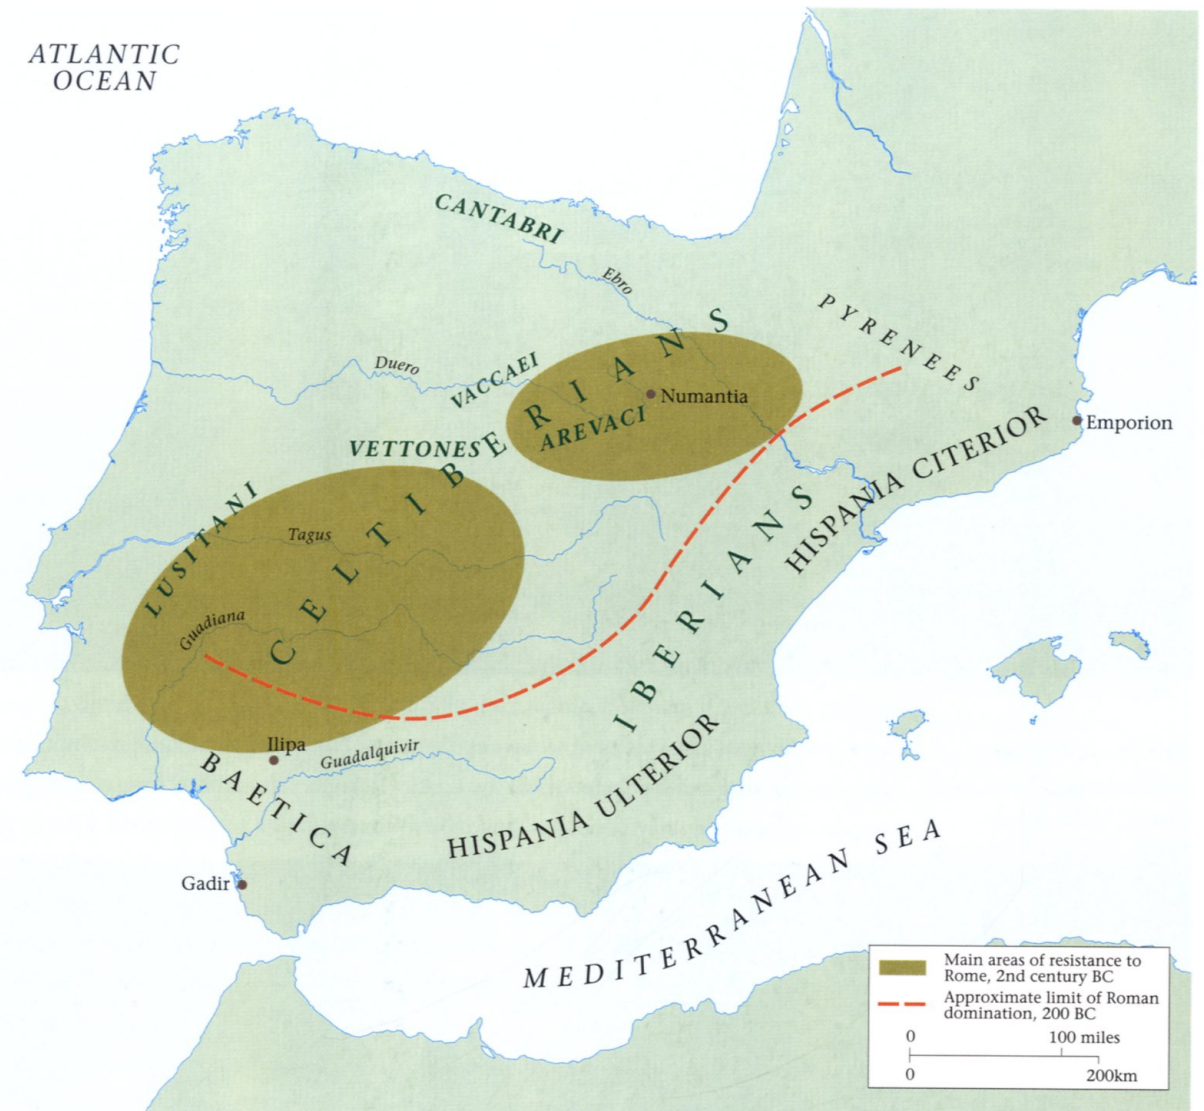 ATLANTIC
OCEAN
CANTABRI
Ebro
PYRENEES
Duero
VACCAEI
CELTIBERIANS
Numantia
AREVACI
VETTONES
Emporion
HISPANIA CITERIOR
LUSITANI
Tagus
IBERIANS
Guadiana
Ilipa
Guadalquivir
BAETICA
HISPANIA ULTERIOR
Gadir
MEDITERRANEAN SEA
Main areas of resistance to
Rome, 2nd century BC
Approximate limit of Roman
domination, 200 BC
0 100 miles
0 200km